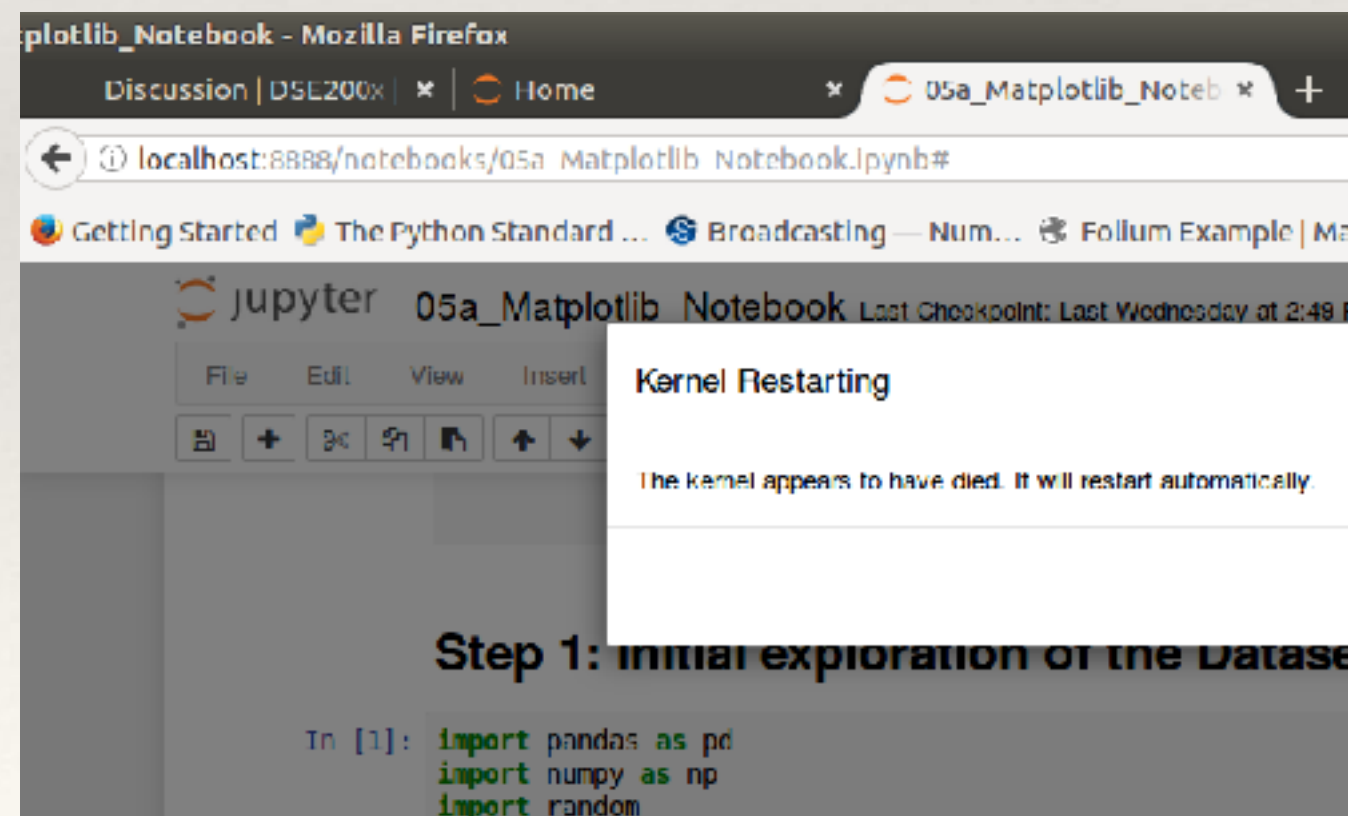 plotlib_Notebook - Mozilla Firefox
Discussion | DSE200x | Home 05a_Matplotlib_Noteb
localhost:8888/notebooks/05a_Matplotlib_Notebook.ipynb#
Getting Started The Python Standard ... Broadcasting — Num... Folium Example | Ma
jupyter 05a_Matplotlib_Notebook Last Checkpoint: Last Wednesday at 2:49
File Edit View Insert
Kernel Restarting
The kernel appears to have died. It will restart automatically.
Step 1: Initial exploration of the Datase
In [1]: import pandas as pd
import numpy as np
import random